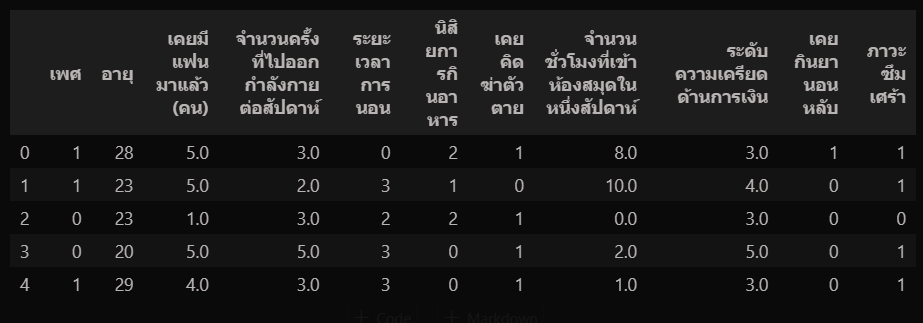 เพศ อายุ เคยมีแฟนมาแล้ว (คน) จำนวนครั้งที่ไปออกกำลังกายต่อสัปดาห์ ระยะเวลาการนอน นิสัยการกินอาหาร เคยคิดฆ่าตัวตาย จำนวนชั่วโมงที่เข้าห้องสมุดในหนึ่งสัปดาห์ ระดับความเครียดด้านการเงิน เคยกินยานอนหลับ ภาวะซึมเศร้า
0 1 28 5.0 3.0 0 2 1 8.0 3.0 1 1
1 1 23 5.0 2.0 3 1 0 10.0 4.0 0 1
2 0 23 1.0 3.0 2 2 1 0.0 3.0 0 0
3 0 20 5.0 5.0 3 0 1 2.0 5.0 0 1
4 1 29 4.0 3.0 3 0 1 1.0 3.0 0 1
+ Code + Markdown